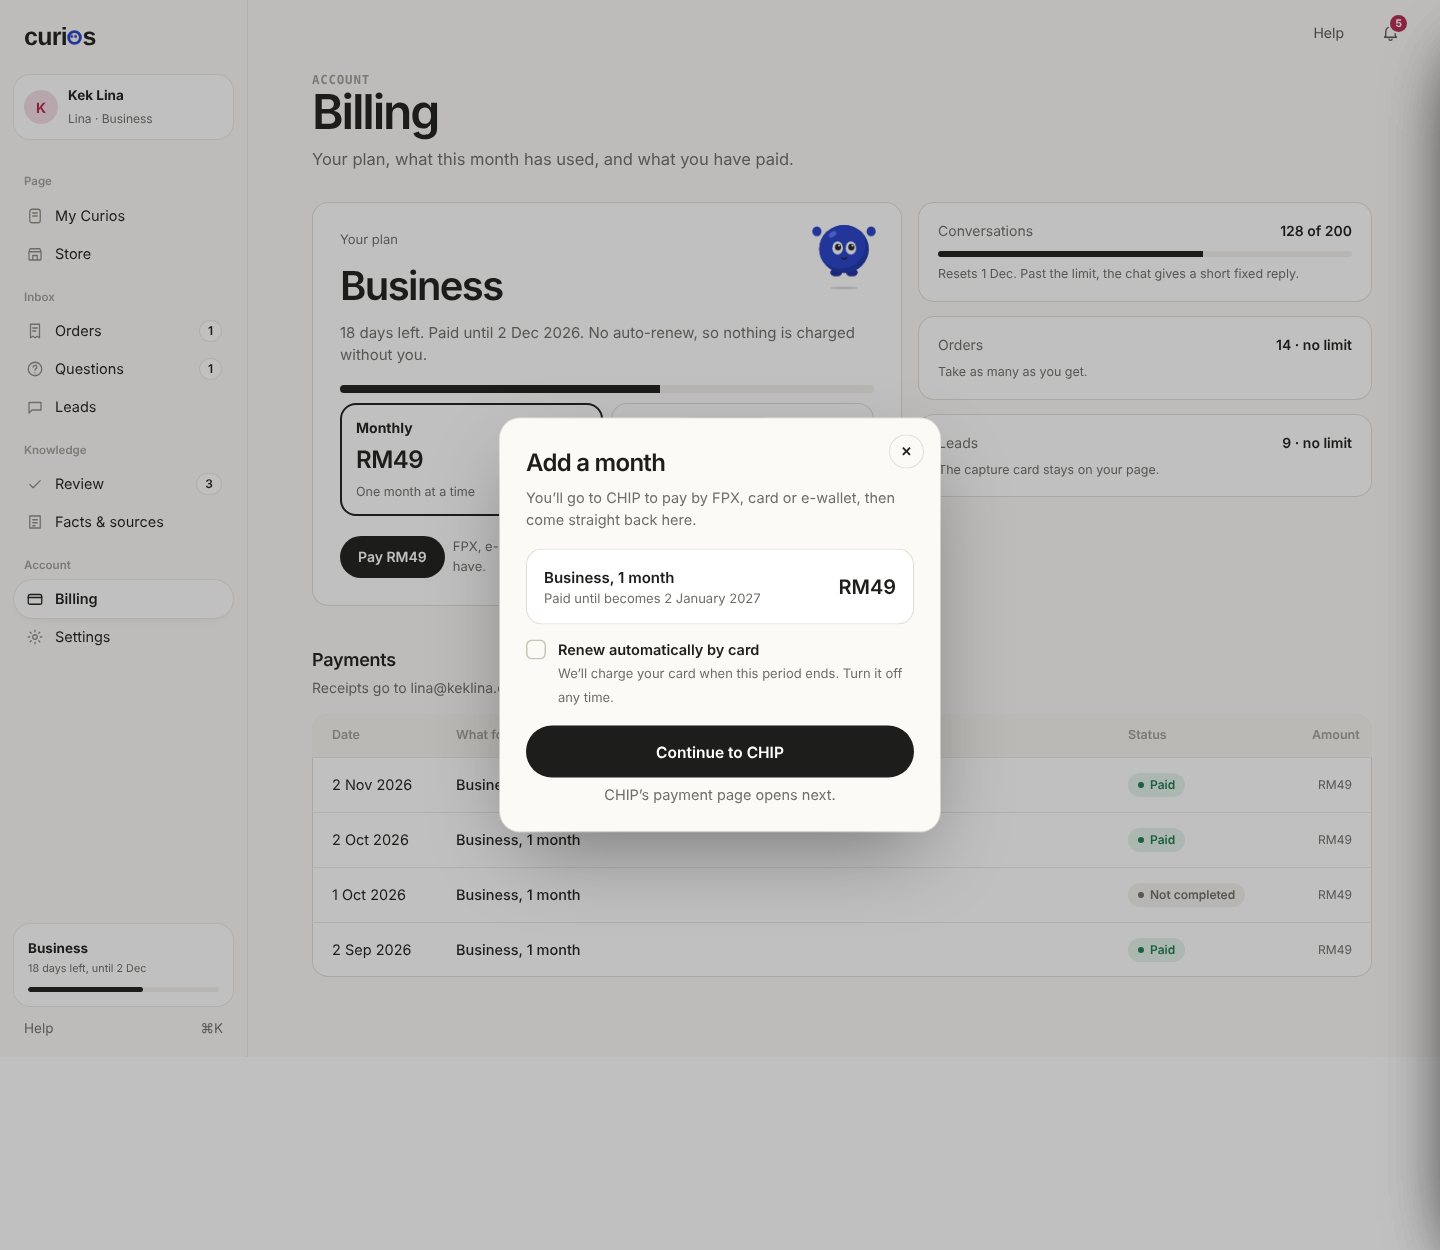 curios
Help
5
Kek Lina
Lina · Business
K
Page
My Curios
Store
Inbox
Orders 1
Questions 1
Leads
Knowledge
Review 3
Facts & sources
Account
Billing
Settings
Business
18 days left, until 2 Dec
Help ⌘K
ACCOUNT
Billing
Your plan, what this month has used, and what you have paid.
Your plan
Business
18 days left. Paid until 2 Dec 2026. No auto-renew, so nothing is charged
without you.
Monthly
RM49
One month at a time
Pay RM49
FPX, e-
have.
Conversations 128 of 200
Resets 1 Dec. Past the limit, the chat gives a short fixed reply.
Orders 14 · no limit
Take as many as you get.
Leads 9 · no limit
The capture card stays on your page.
Add a month
×
You’ll go to CHIP to pay by FPX, card or e-wallet, then
come straight back here.
Business, 1 month
Paid until becomes 2 January 2027
RM49
Renew automatically by card
We’ll charge your card when this period ends. Turn it off
any time.
Continue to CHIP
CHIP’s payment page opens next.
Payments
Receipts go to lina@keklina.
Date What Status Amount
2 Nov 2026 Busine Paid RM49
2 Oct 2026 Business, 1 month Paid RM49
1 Oct 2026 Business, 1 month Not completed RM49
2 Sep 2026 Business, 1 month Paid RM49